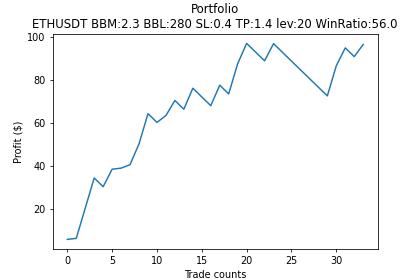 Portfolio
ETHUSDT BBM:2.3 BBL:280 SL:0.4 TP:1.4 lev:20 WinRatio:56.0
100
80
60
40
20
Profit ($)
0 5 10 15 20 25 30
Trade counts